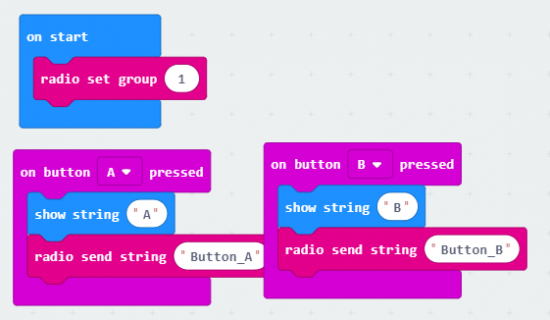 on start
radio set group 1
on button A pressed
show string "A"
radio send string "Button_A"
on button B pressed
show string "B"
radio send string "Button_B"